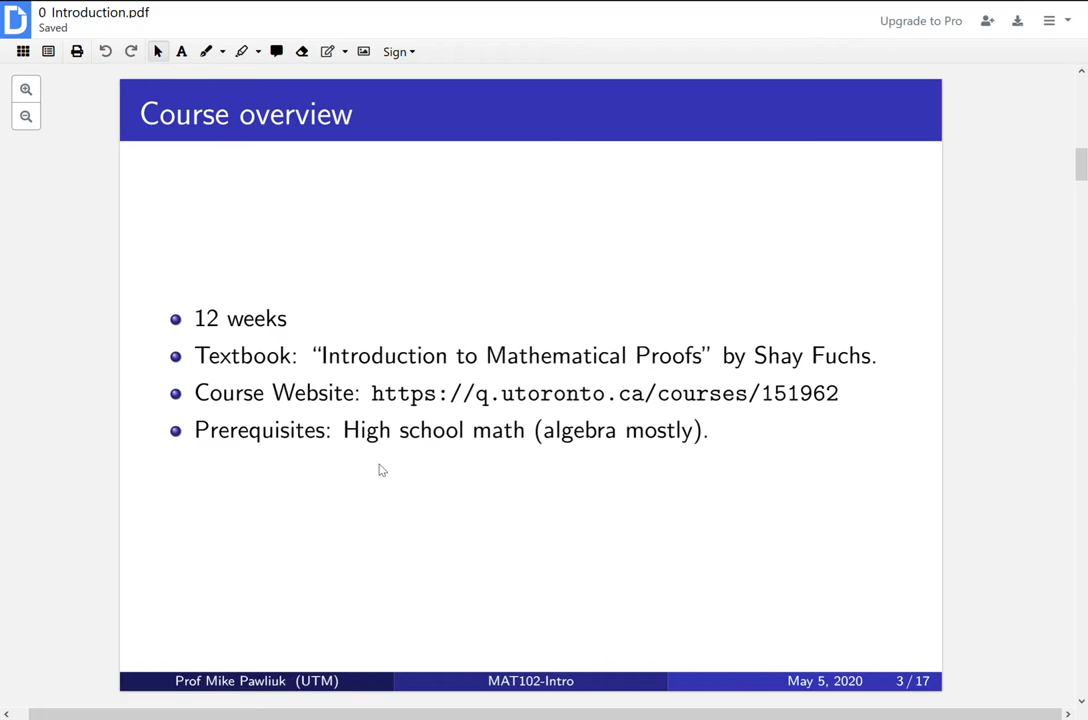 0 Introduction.pdf
Saved
Upgrade to Pro
Sign
Course overview
12 weeks
Textbook: “Introduction to Mathematical Proofs” by Shay Fuchs.
Course Website: https://q.utoronto.ca/courses/151962
Prerequisites: High school math (algebra mostly).
Prof Mike Pawliuk (UTM) MAT102-Intro May 5, 2020 3 / 17